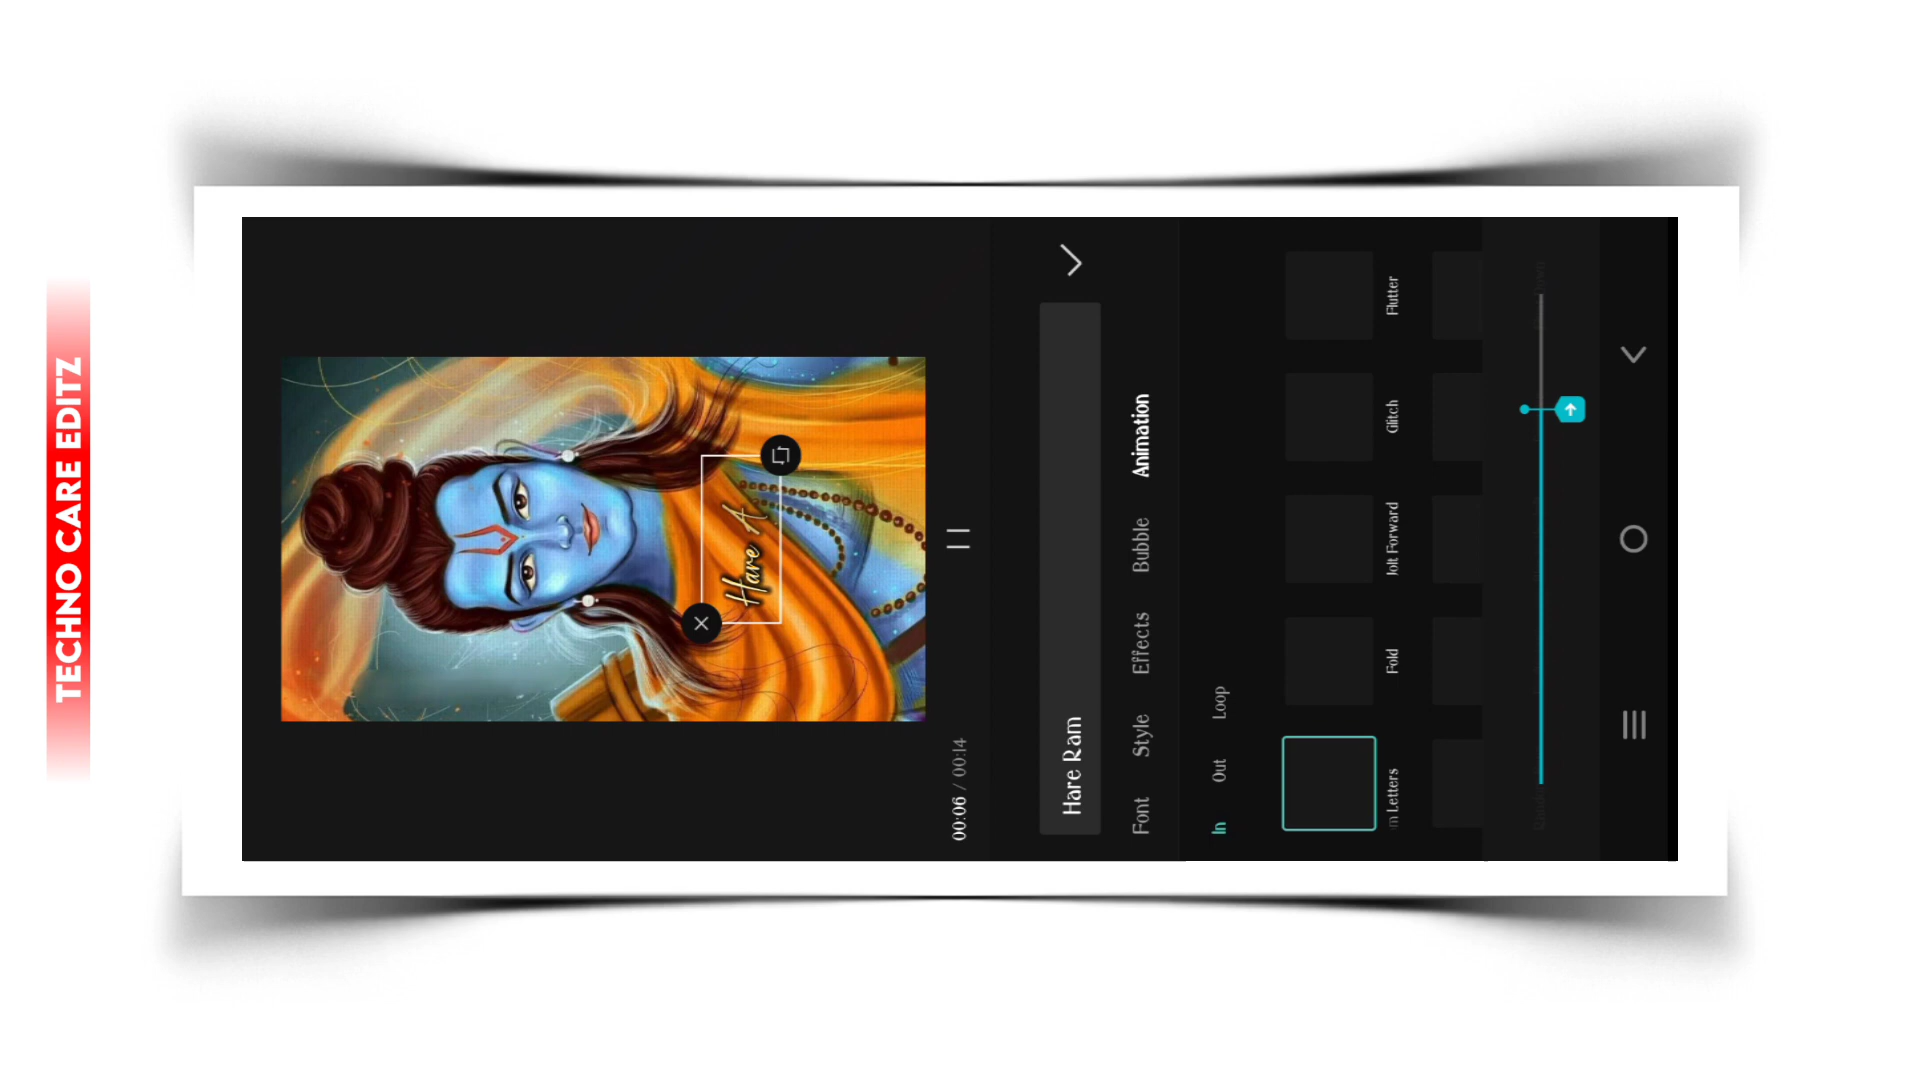 TECHNO CARE EDITZ
Hare A
00:06 / 00:14
Hare Ram
Font Style Effects Bubble Animation
In Out Loop
m Letters Fold Jolt Forward Glitch Flutter